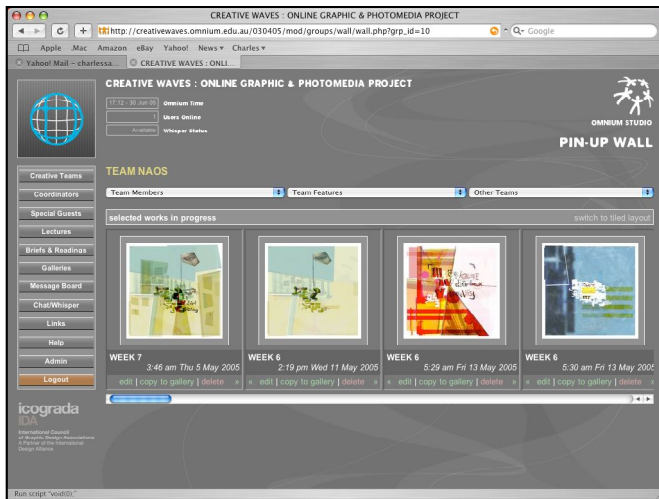 CREATIVE WAVES : ONLINE GRAPHIC & PHOTOMEDIA PROJECT
http://creativewaves.omnium.edu.au/030405/mod/groups/wall/wall.php?grp_id=10
Google
Apple .Mac Amazon eBay Yahoo! News Charles
Yahoo! Mail – charlessa... CREATIVE WAVES : ONLI...
CREATIVE WAVES : ONLINE GRAPHIC & PHOTOMEDIA PROJECT
17:12 - 30 Jun 05 Omnium Time
1 Users Online
Available Whisper Status
OMNIUM STUDIO
PIN-UP WALL
TEAM NAOS
Team Members Team Features Other Teams
selected works in progress switch to tiled layout
Creative Teams
Coordinators
Special Guests
Lectures
Briefs & Readings
Galleries
Message Board
Chat/Whisper
Links
Help
Admin
Logout
WEEK 7 WEEK 6 WEEK 6 WEEK 6
3:46 am Thu 5 May 2005 2:19 pm Wed 11 May 2005 5:29 am Fri 13 May 2005 5:30 am Fri 13 May 2005
edit | copy to gallery | delete » « edit | copy to gallery | delete » « edit | copy to gallery | delete » « edit | copy to gallery | delete
icograda
IDA
International Council
of Graphic Design Associations
A Partner of the International
Design Alliance
Run script "void(0);"